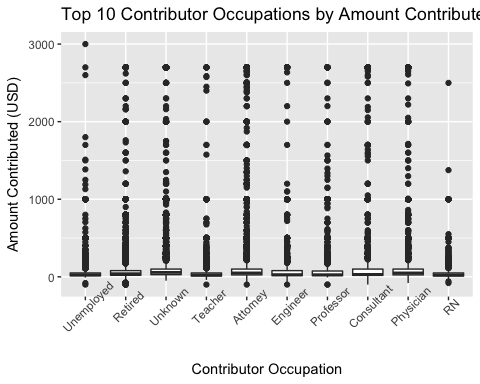 Top 10 Contributor Occupations by Amount Contribute
Amount Contributed (USD)
3000
2000
1000
0
Unemployed
Retired
Unknown
Teacher
Attorney
Engineer
Professor
Consultant
Physician
RN
Contributor Occupation